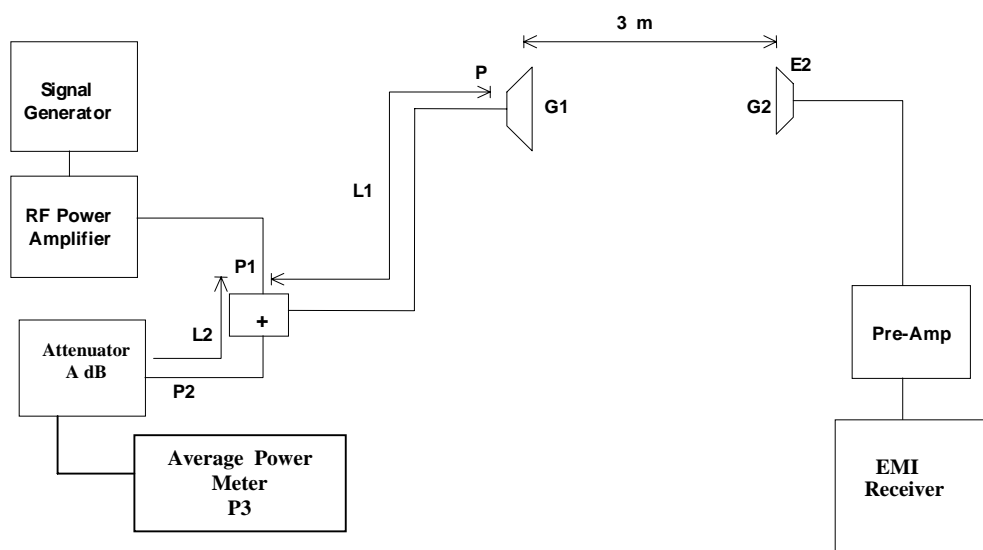 3 m
P
E2
Signal
Generator
G1
G2
L1
RF Power
Amplifier
P1
+
L2
Pre-Amp
Attenuator
A dB
P2
Average Power
Meter
P3
EMI
Receiver